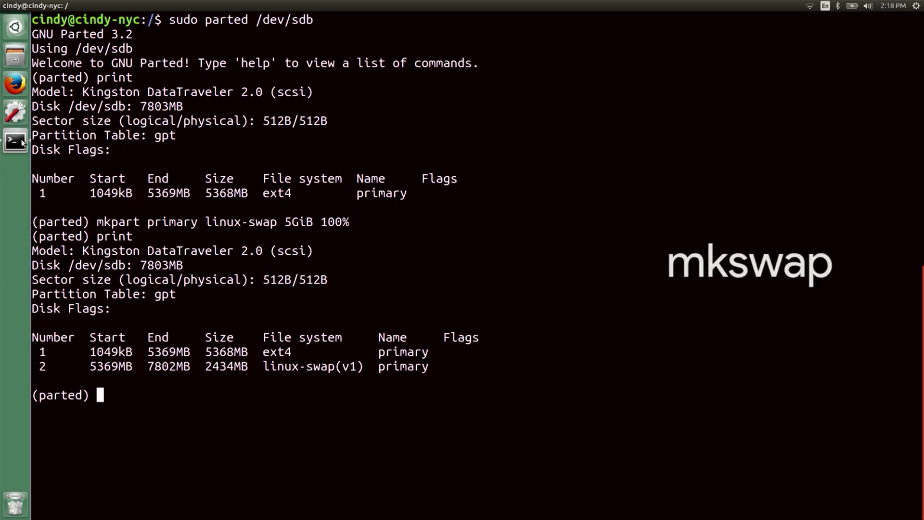 cindy@cindy-nyc: /
En
2:18 PM
cindy@cindy-nyc:/$ sudo parted /dev/sdb
GNU Parted 3.2
Using /dev/sdb
Welcome to GNU Parted! Type 'help' to view a list of commands.
(parted) print
Model: Kingston DataTraveler 2.0 (scsi)
Disk /dev/sdb: 7803MB
Sector size (logical/physical): 512B/512B
Partition Table: gpt
Disk Flags:
Number Start End Size File system Name Flags
1 1049kB 5369MB 5368MB ext4 primary
(parted) mkpart primary linux-swap 5GiB 100%
(parted) print
Model: Kingston DataTraveler 2.0 (scsi)
Disk /dev/sdb: 7803MB
Sector size (logical/physical): 512B/512B
Partition Table: gpt
Disk Flags:
Number Start End Size File system Name Flags
1 1049kB 5369MB 5368MB ext4 primary
2 5369MB 7802MB 2434MB linux-swap(v1) primary
(parted)
mkswap